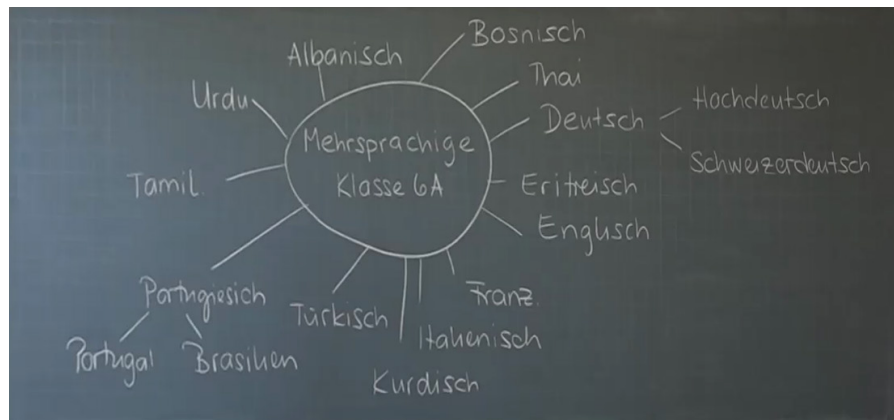 Mehrsprachige
Klasse 6A
Albanisch
Bosnisch
Thai
Deutsch
Hochdeutsch
Schweizerdeutsch
Eritreisch
Englisch
Franz.
Italienisch
Kurdisch
Türkisch
Portugiesich
Portugal
Brasilien
Tamil.
Urdu